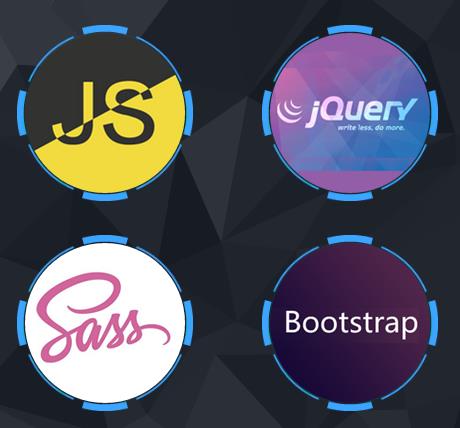 JS
jQuery
write less, do more.
Sass
Bootstrap